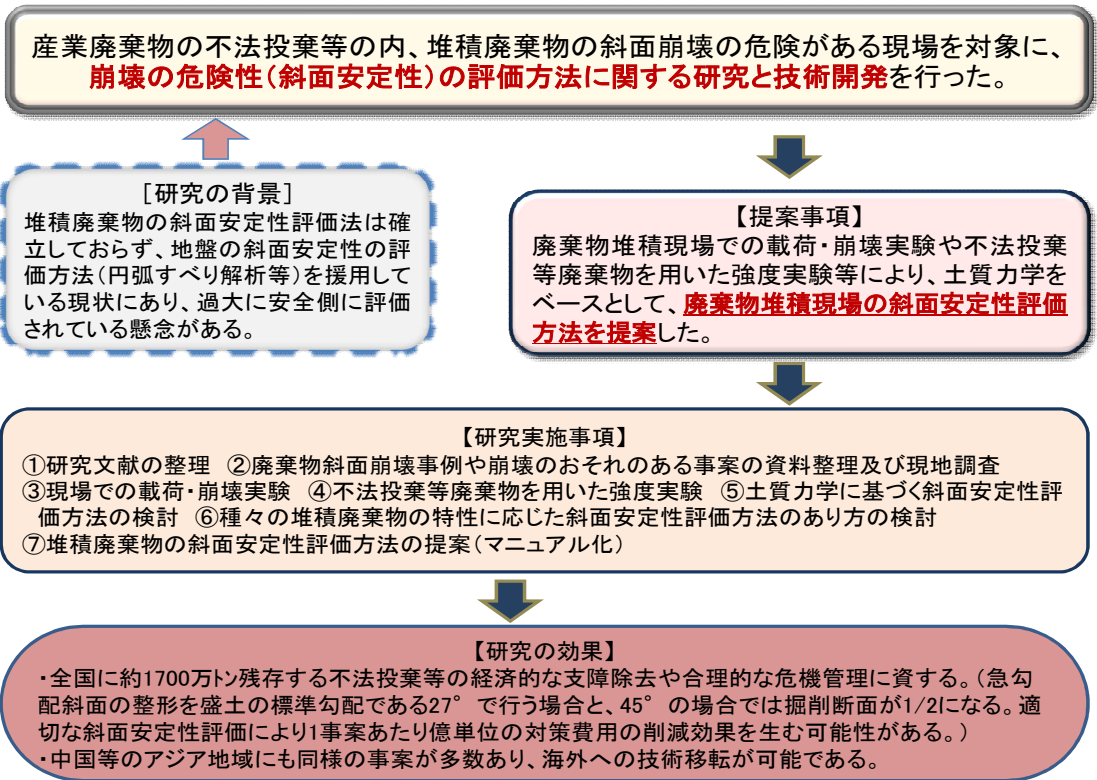 産業廃棄物の不法投棄等の内、堆積廃棄物の斜面崩壊の危険がある現場を対象に、
崩壊の危険性(斜面安定性)の評価方法に関する研究と技術開発を行った。
[研究の背景]
堆積廃棄物の斜面安定性評価法は確
立しておらず、地盤の斜面安定性の評
価方法(円弧すべり解析等)を援用して
いる現状にあり、過大に安全側に評価
されている懸念がある。
【提案事項】
廃棄物堆積現場での載荷・崩壊実験や不法投棄
等廃棄物を用いた強度実験等により、土質力学を
ベースとして、廃棄物堆積現場の斜面安定性評価
方法を提案した。
【研究実施事項】
①研究文献の整理 ②廃棄物斜面崩壊事例や崩壊のおそれのある事案の資料整理及び現地調査
③現場での載荷・崩壊実験 ④不法投棄等廃棄物を用いた強度実験 ⑤土質力学に基づく斜面安定性評
価方法の検討 ⑥種々の堆積廃棄物の特性に応じた斜面安定性評価方法のあり方の検討
⑦堆積廃棄物の斜面安定性評価方法の提案(マニュアル化)
【研究の効果】
・全国に約1700万トン残存する不法投棄等の経済的な支障除去や合理的な危機管理に資する。(急勾
配斜面の整形を盛土の標準勾配である27°で行う場合と、45°の場合では掘削断面が1/2になる。適
切な斜面安定性評価により1事案あたり億単位の対策費用の削減効果を生む可能性がある。)
・中国等のアジア地域にも同様の事案が多数あり、海外への技術移転が可能である。